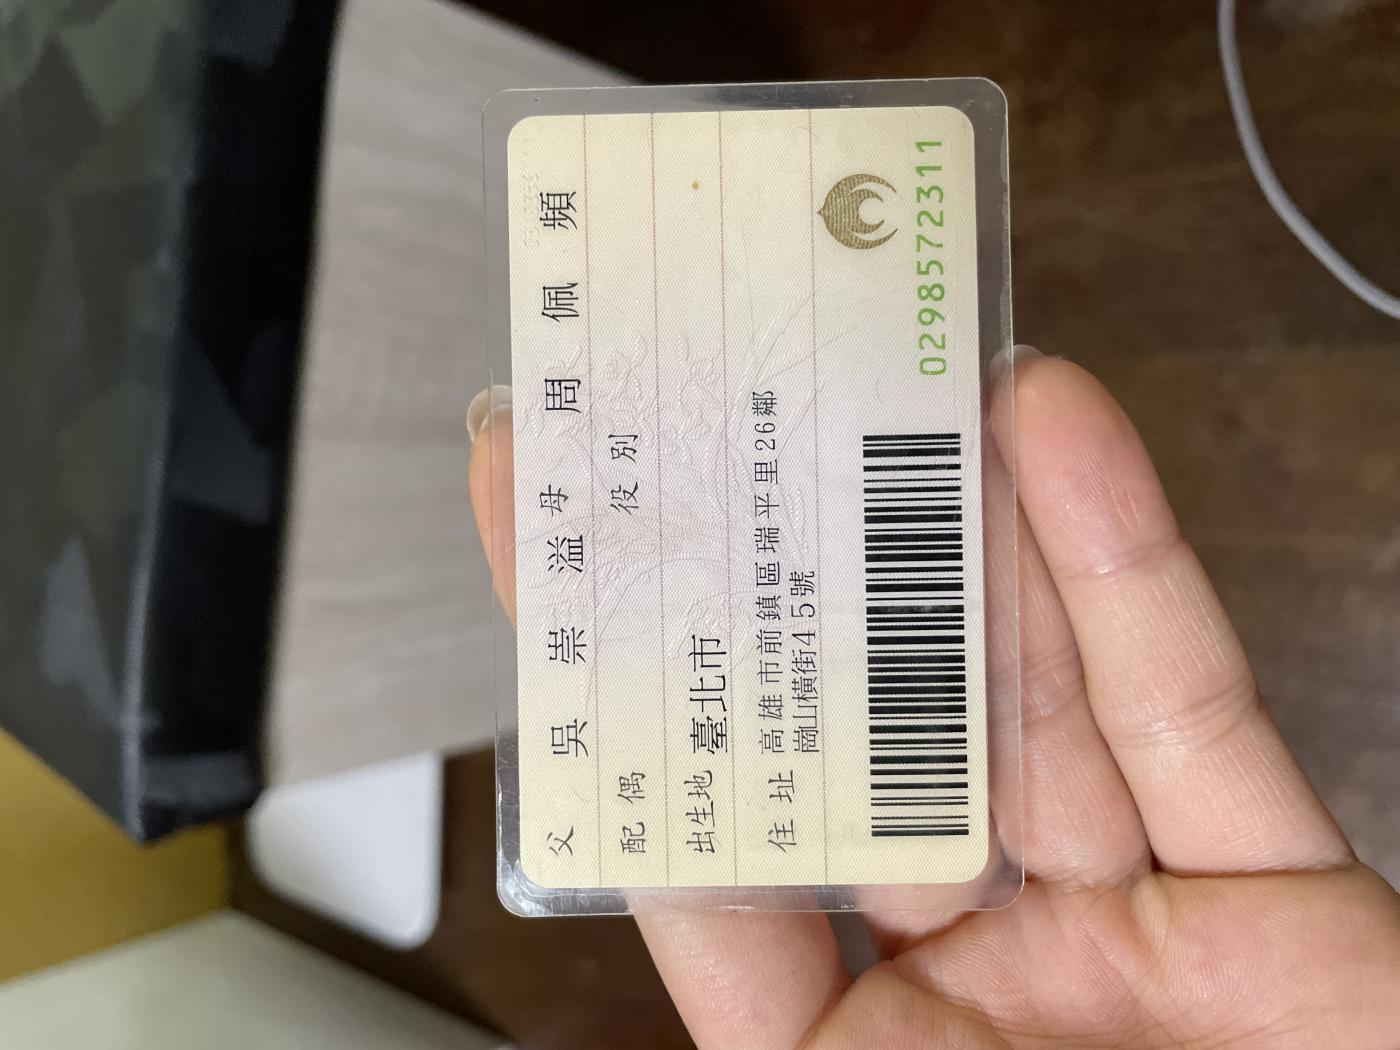 父 吳崇溢 母 周佩頻
配偶 役別
出生地 臺北市
住址 高雄市前鎮區瑞平里26鄰
崗山橫街45號
0298572311